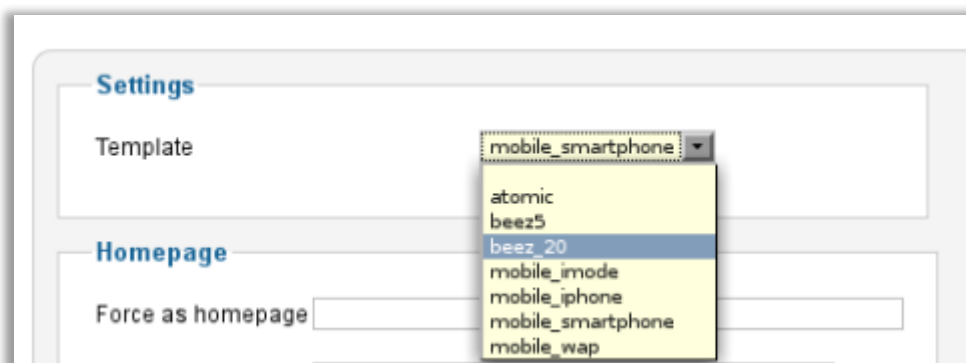 Settings
Template mobile_smartphone
atomic
beez5
beez_20
Homepage
mobile_imode
mobile_iphone
Force as homepage
mobile_smartphone
mobile_wap